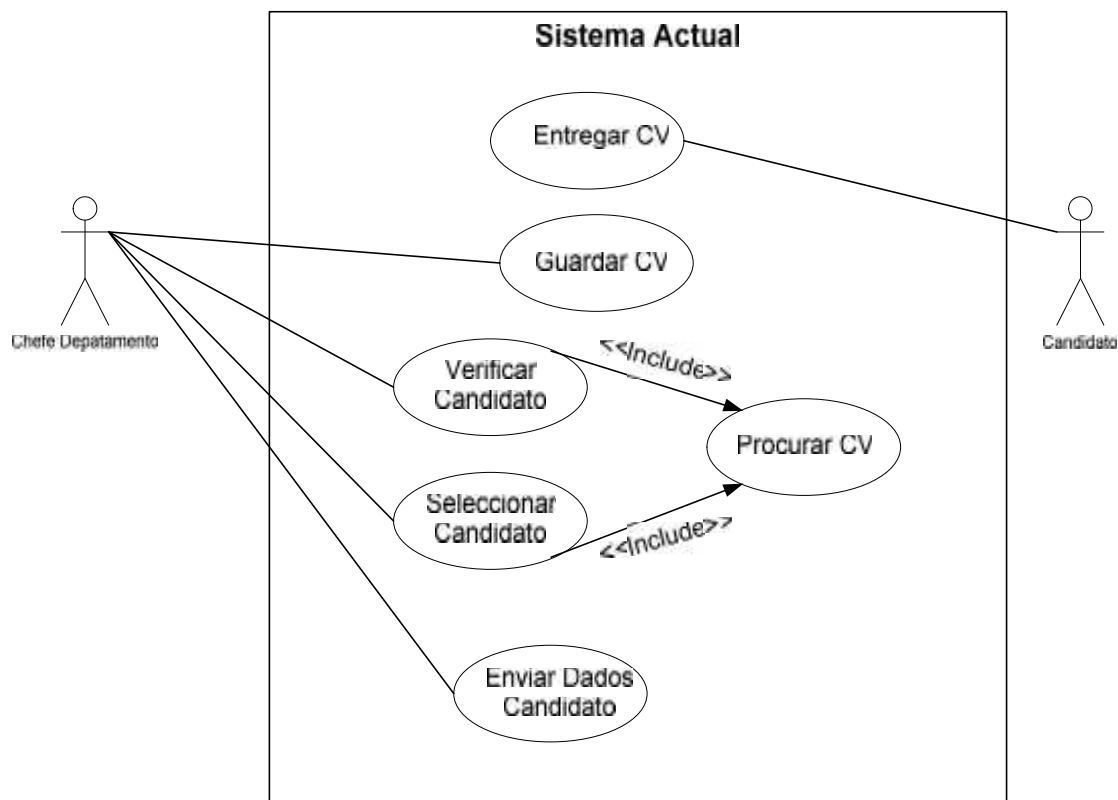 Sistema Actual
Entregar CV
Guardar CV
Chefe Depatamento
Candidato
Verificar
Candidato
<<Include>>
Procurar CV
Seleccionar
Candidato
<<Include>>
Enviar Dados
Candidato